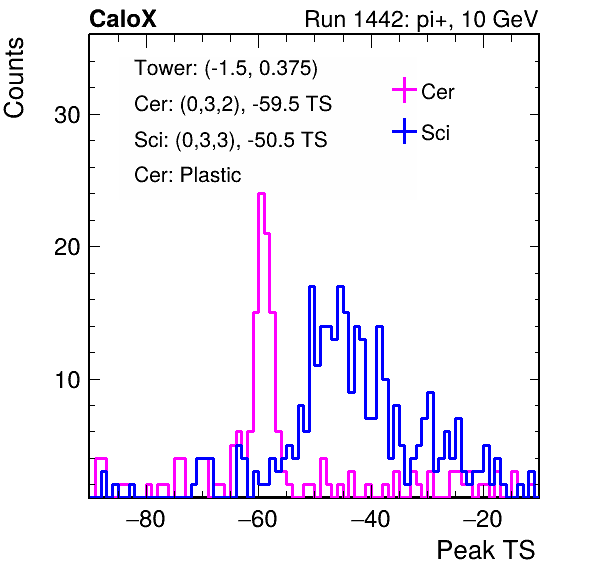 CaloX Run 1442: pi+, 10 GeV
Counts
Tower: (-1.5, 0.375)
Cer: (0,3,2), -59.5 TS
Sci: (0,3,3), -50.5 TS
Cer: Plastic
Cer
Sci
30
20
10
−80 −60 −40 −20
Peak TS